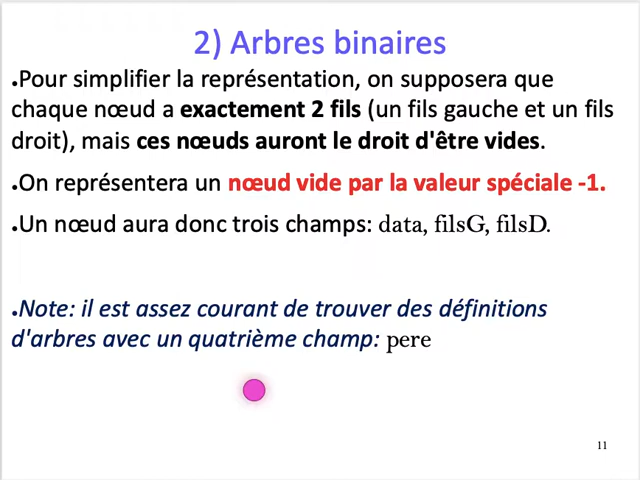 2) Arbres binaires
•Pour simplifier la représentation, on supposera que
chaque nœud a exactement 2 fils (un fils gauche et un fils
droit), mais ces nœuds auront le droit d'être vides.
•On représentera un nœud vide par la valeur spéciale -1.
•Un nœud aura donc trois champs: data, filsG, filsD.
•Note: il est assez courant de trouver des définitions
d'arbres avec un quatrième champ: pere
11